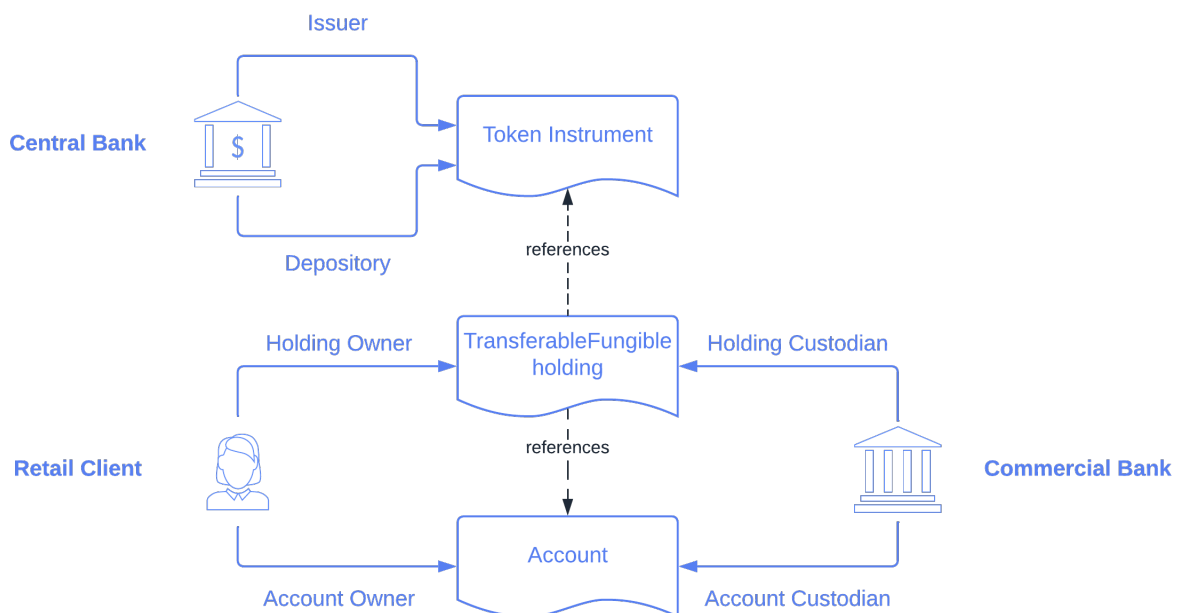 Issuer
Central Bank
$
Token Instrument
Depository
references
Holding Owner
TransferableFungible
holding
Holding Custodian
references
Retail Client
Commercial Bank
Account
Account Owner
Account Custodian